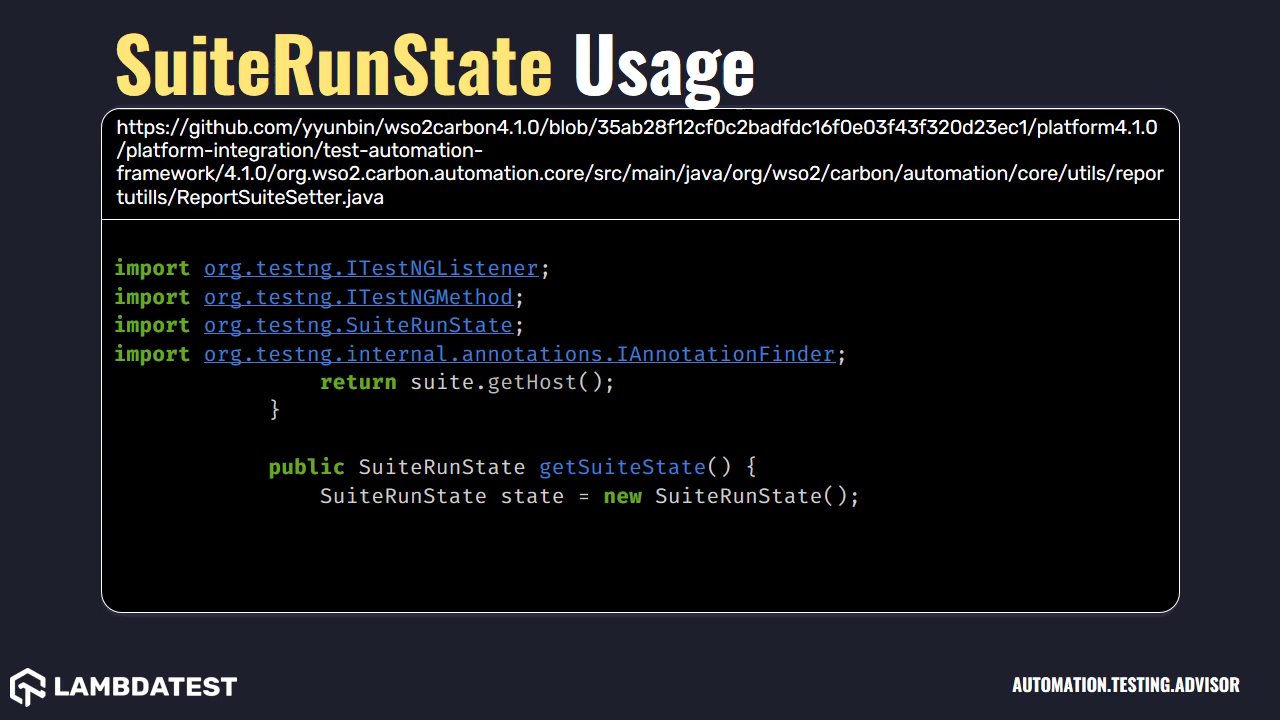 SuiteRunState Usage
https://github.com/yyunbin/wso2carbon4.1.0/blob/35ab28f12cf0c2badfdc16f0e03f43f320d23ec1/platform4.1.0
/platform-integration/test-automation-
framework/4.1.0/org.wso2.carbon.automation.core/src/main/java/org/wso2/carbon/automation/core/utils/repor
tutills/ReportSuiteSetter.java
import org.testng.ITestNGListener;
import org.testng.ITestNGMethod;
import org.testng.SuiteRunState;
import org.testng.internal.annotations.IAnnotationFinder;
return suite.getHost();
}
public SuiteRunState getSuiteState() {
SuiteRunState state = new SuiteRunState();
LAMBDATEST
AUTOMATION.TESTING.ADVISOR